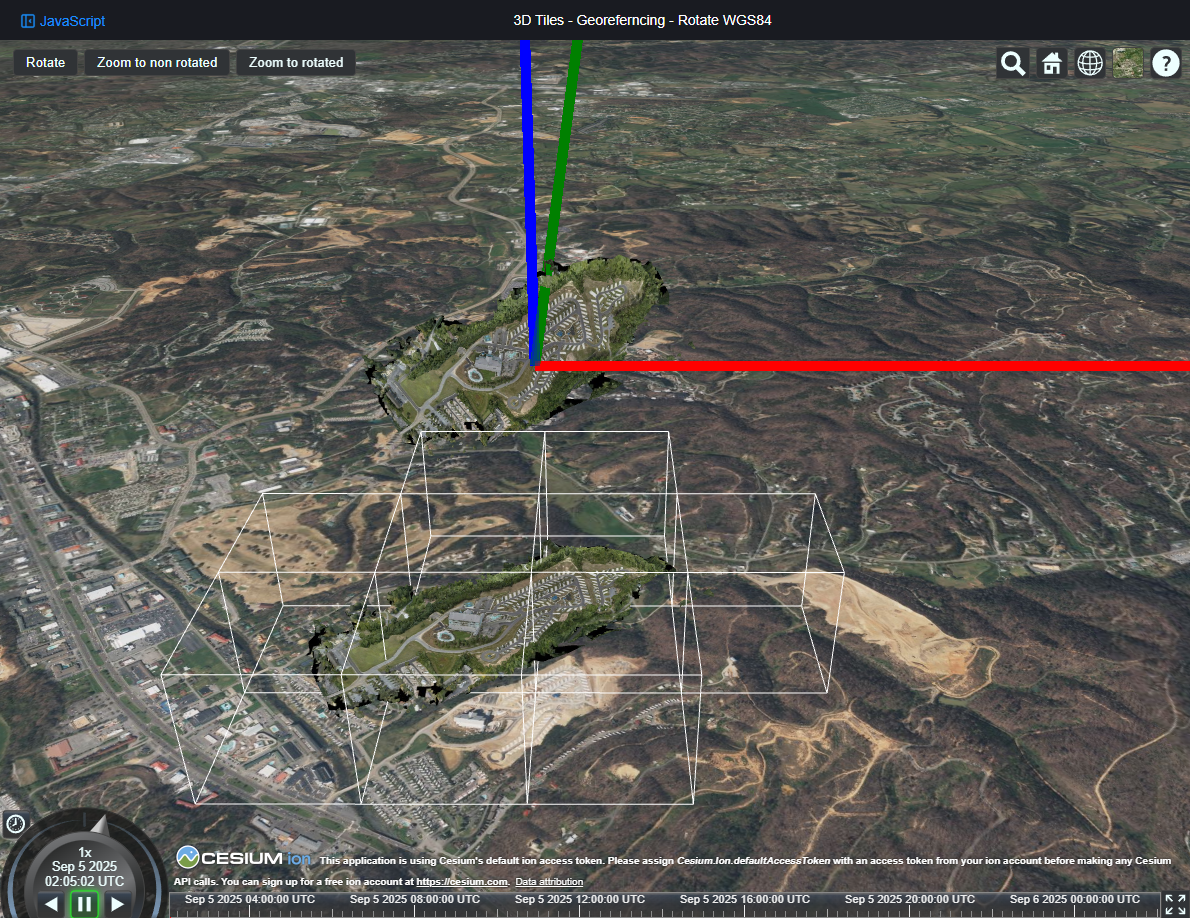 JavaScript
3D Tiles - Georeferncing - Rotate WGS84
Rotate
Zoom to non rotated
Zoom to rotated
?
1x
Sep 5 2025
02:05:02 UTC
CESIUM ion This application is using Cesium's default ion access token. Please assign Cesium.Ion.defaultAccessToken with an access token from your ion account before making any Cesium
API calls. You can sign up for a free ion account at https://cesium.com. Data attribution
Sep 5 2025 04:00:00 UTC
Sep 5 2025 08:00:00 UTC
Sep 5 2025 12:00:00 UTC
Sep 5 2025 16:00:00 UTC
Sep 5 2025 20:00:00 UTC
Sep 6 2025 00:00:00 UTC